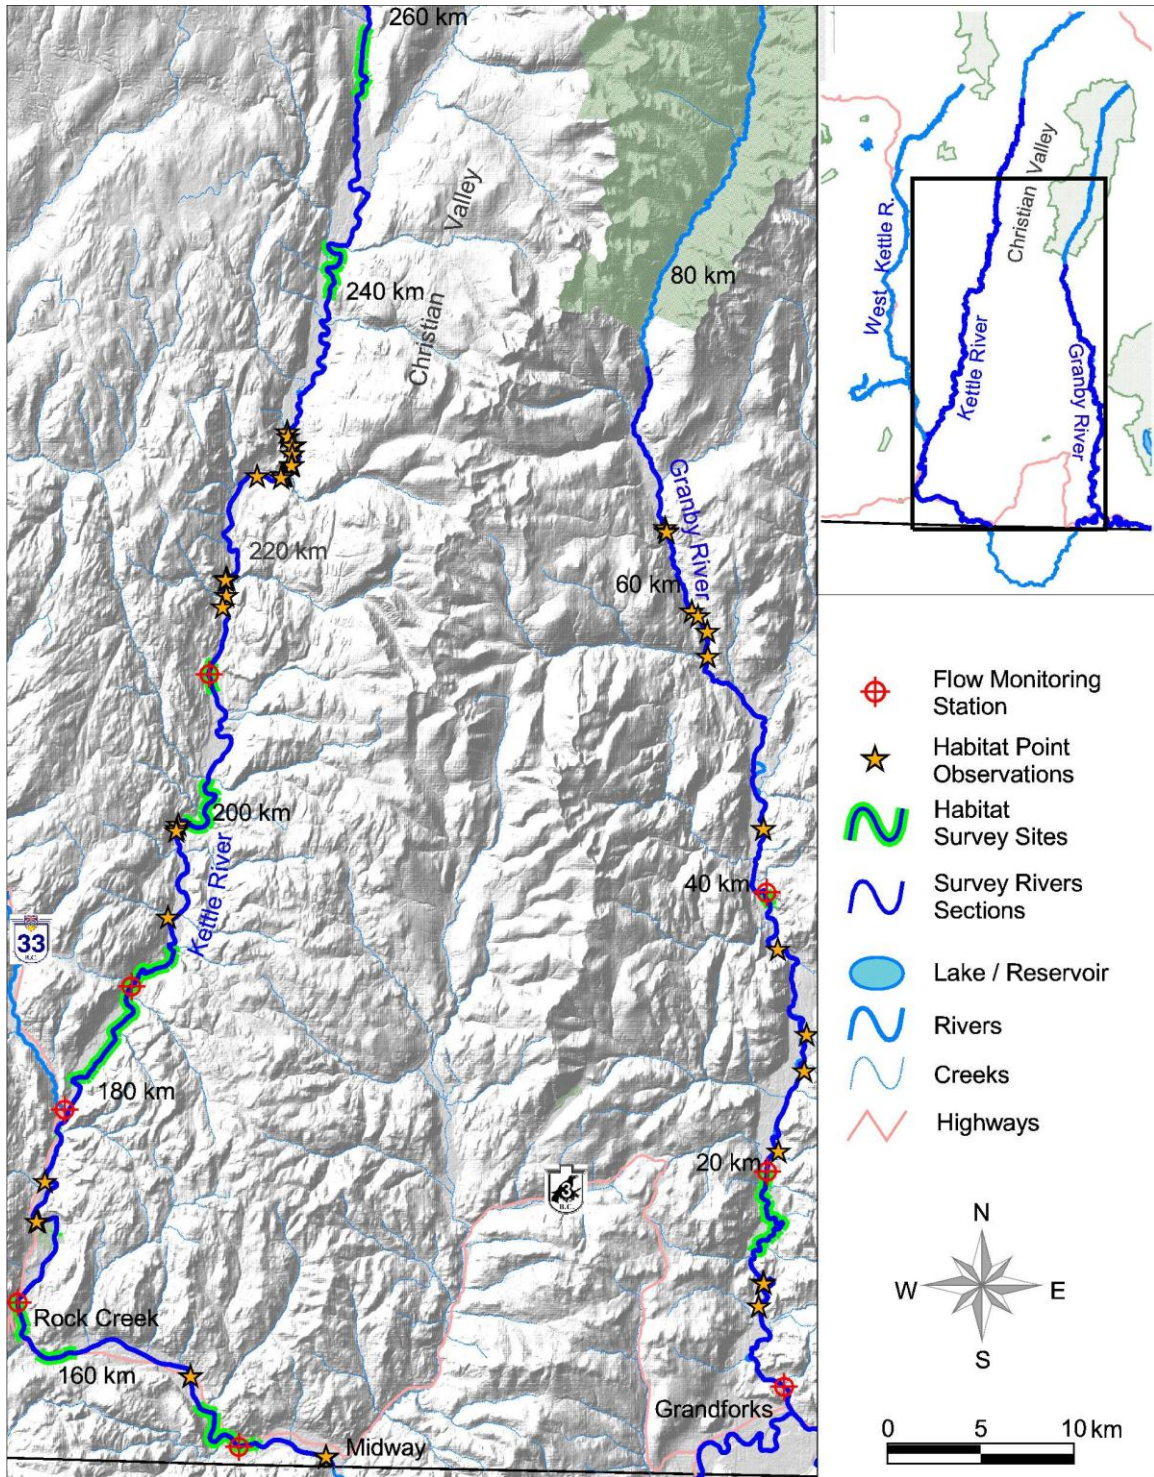 260 km
Valley
Christian
240 km
80 km
Granby River
220 km
60 km
200 km
Kettle River
40 km
33
B.C.
180 km
20 km
3
B.C.
Rock Creek
160 km
Grandforks
Midway
West Kettle R.
Christian Valley
Kettle River
Granby River
Flow Monitoring
Station
Habitat Point
Observations
Habitat
Survey Sites
Survey Rivers
Sections
Lake / Reservoir
Rivers
Creeks
Highways
N
W
E
S
0 5 10 km